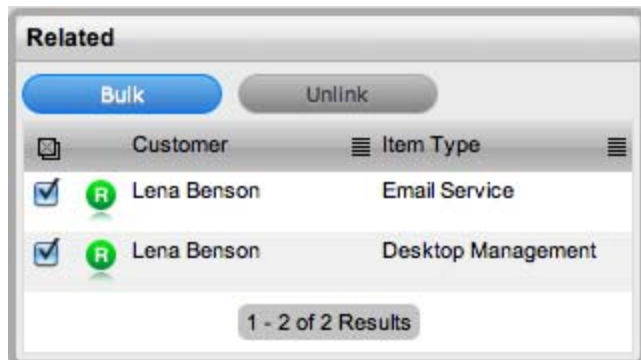 Related
Bulk Unlink
Customer Item Type
R Lena Benson Email Service
R Lena Benson Desktop Management
1 - 2 of 2 Results